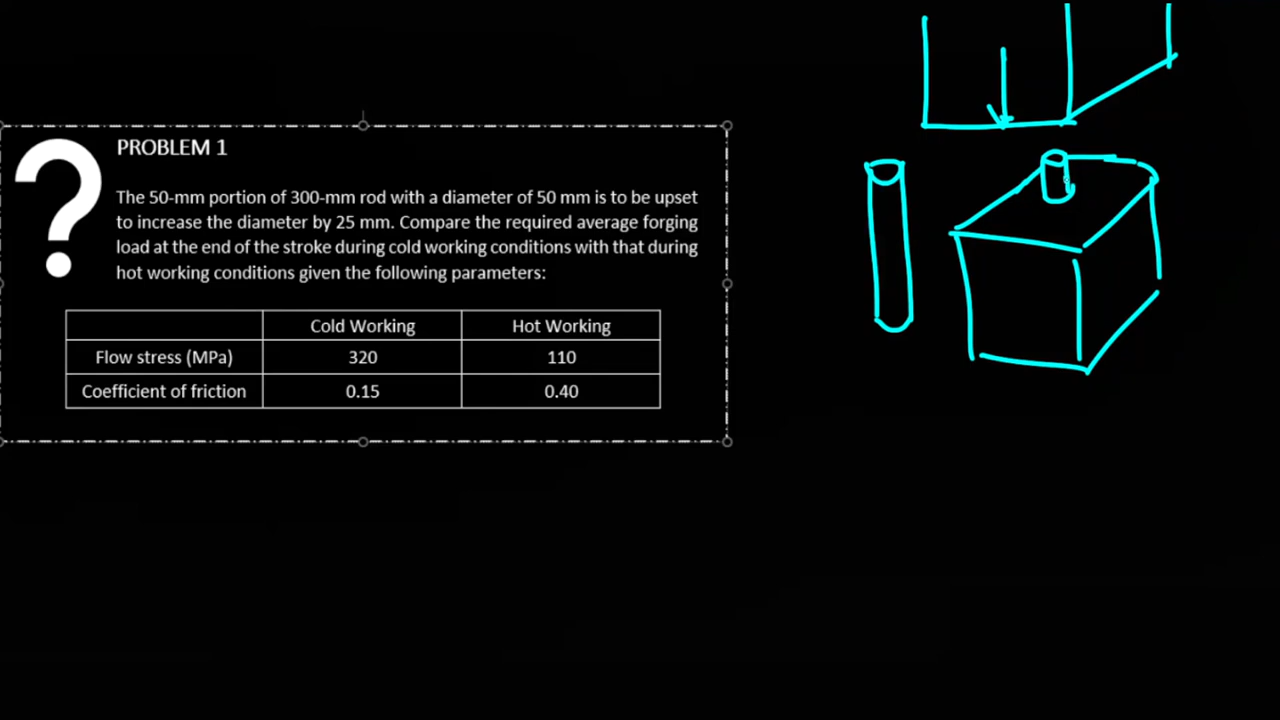 ?
PROBLEM 1
The 50-mm portion of 300-mm rod with a diameter of 50 mm is to be upset
to increase the diameter by 25 mm. Compare the required average forging
load at the end of the stroke during cold working conditions with that during
hot working conditions given the following parameters:
Cold Working Hot Working
Flow stress (MPa) 320 110
Coefficient of friction 0.15 0.40